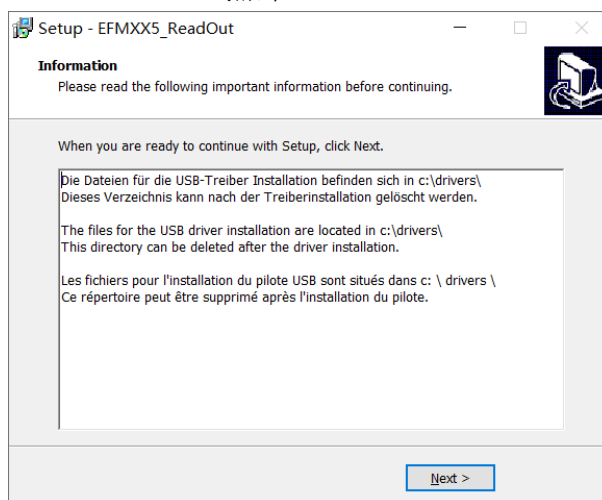 Setup - EFMXX5_ReadOut
Information
Please read the following important information before continuing.
When you are ready to continue with Setup, click Next.
Die Dateien für die USB-Treiber Installation befinden sich in c:\drivers\
Dieses Verzeichnis kann nach der Treiberinstallation gelöscht werden.
The files for the USB driver installation are located in c:\drivers\
This directory can be deleted after the driver installation.
Les fichiers pour l'installation du pilote USB sont situés dans c: \ drivers \
Ce répertoire peut être supprimé après l'installation du pilote.
Next >